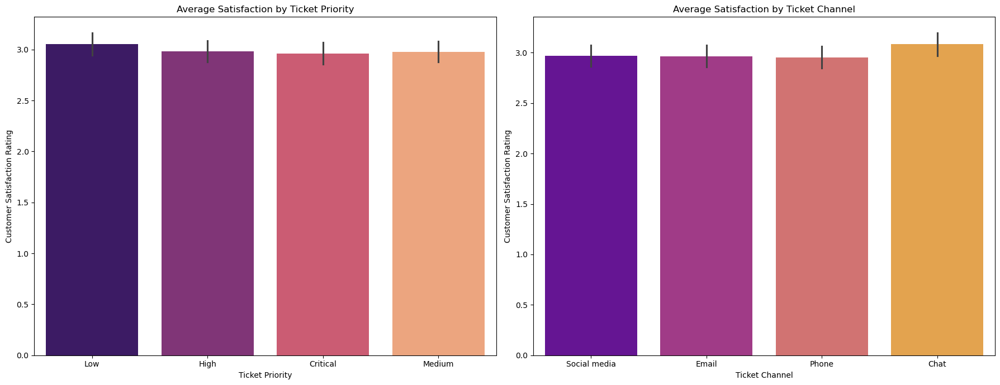 Average Satisfaction by Ticket Priority
Customer Satisfaction Rating
3.0
2.5
2.0
1.5
1.0
0.5
0.0
Low High Critical Medium
Ticket Priority
Average Satisfaction by Ticket Channel
Customer Satisfaction Rating
3.0
2.5
2.0
1.5
1.0
0.5
0.0
Social media Email Phone Chat
Ticket Channel